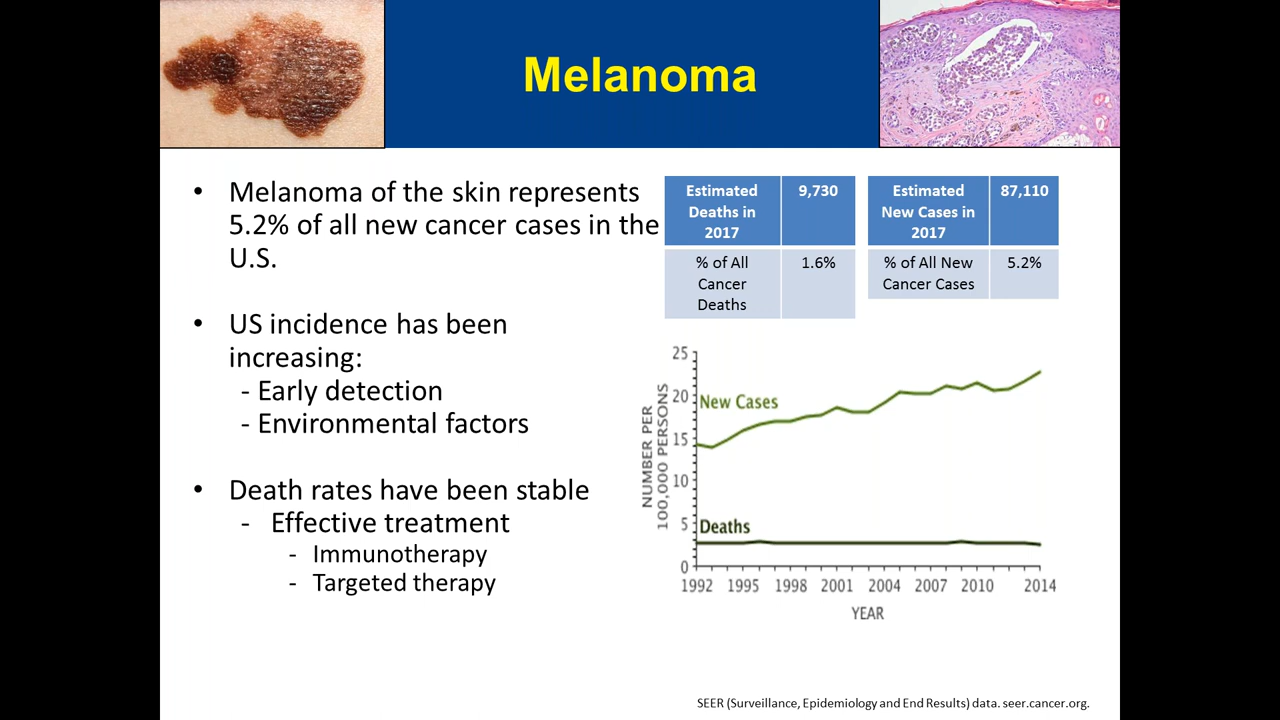 Melanoma
• Melanoma of the skin represents
5.2% of all new cancer cases in the
U.S.
• US incidence has been
increasing:
- Early detection
- Environmental factors
• Death rates have been stable
- Effective treatment
- Immunotherapy
- Targeted therapy
Estimated
Deaths in
2017
9,730
% of All
Cancer
Deaths
1.6%
Estimated
New Cases in
2017
87,110
% of All New
Cancer Cases
5.2%
NUMBER PER
100,000 PERSONS
25
20
15
10
5
0
New Cases
Deaths
1992 1995 1998 2001 2004 2007 2010 2014
YEAR
SEER (Surveillance, Epidemiology and End Results) data. seer.cancer.org.